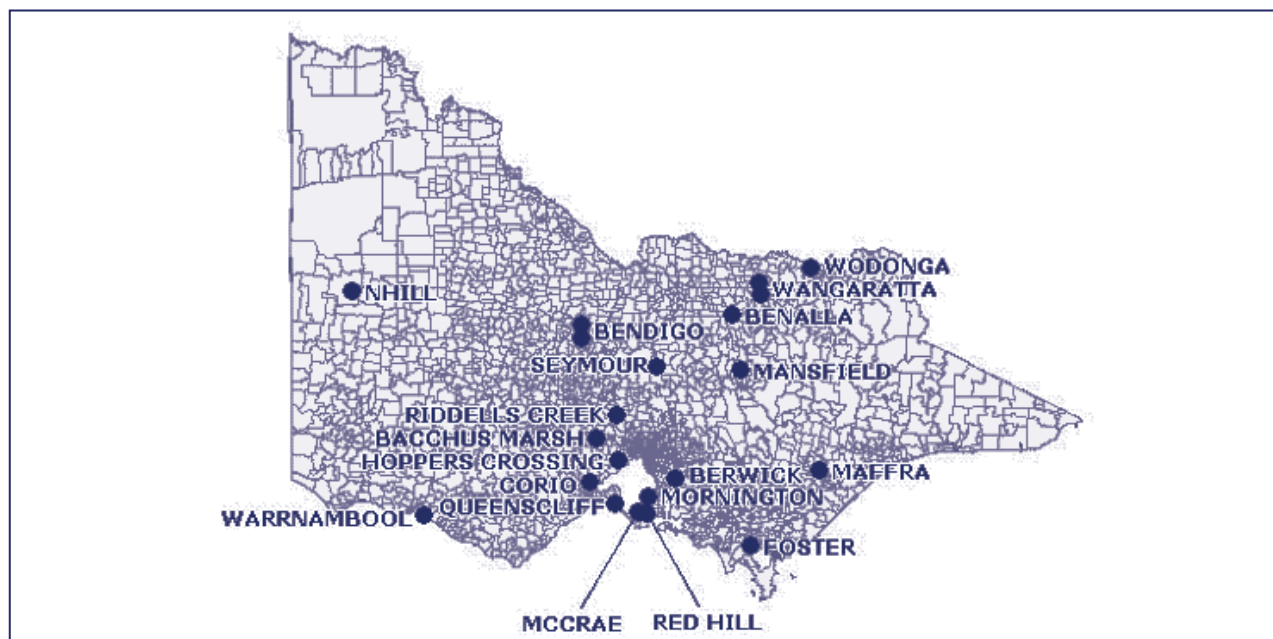 WODONGA
WANGARATTA
NHILL
BENALLA
BENDIGO
SEYMOUR
MANSFIELD
RIDDELLS CREEK
BACCHUS MARSH
HOPPERS CROSSING
BERWICK
MAFFRA
CORIO
MORNINGTON
QUEENSCLIFF
WARRNAMBOOL
FOSTER
MCCRAE
RED HILL